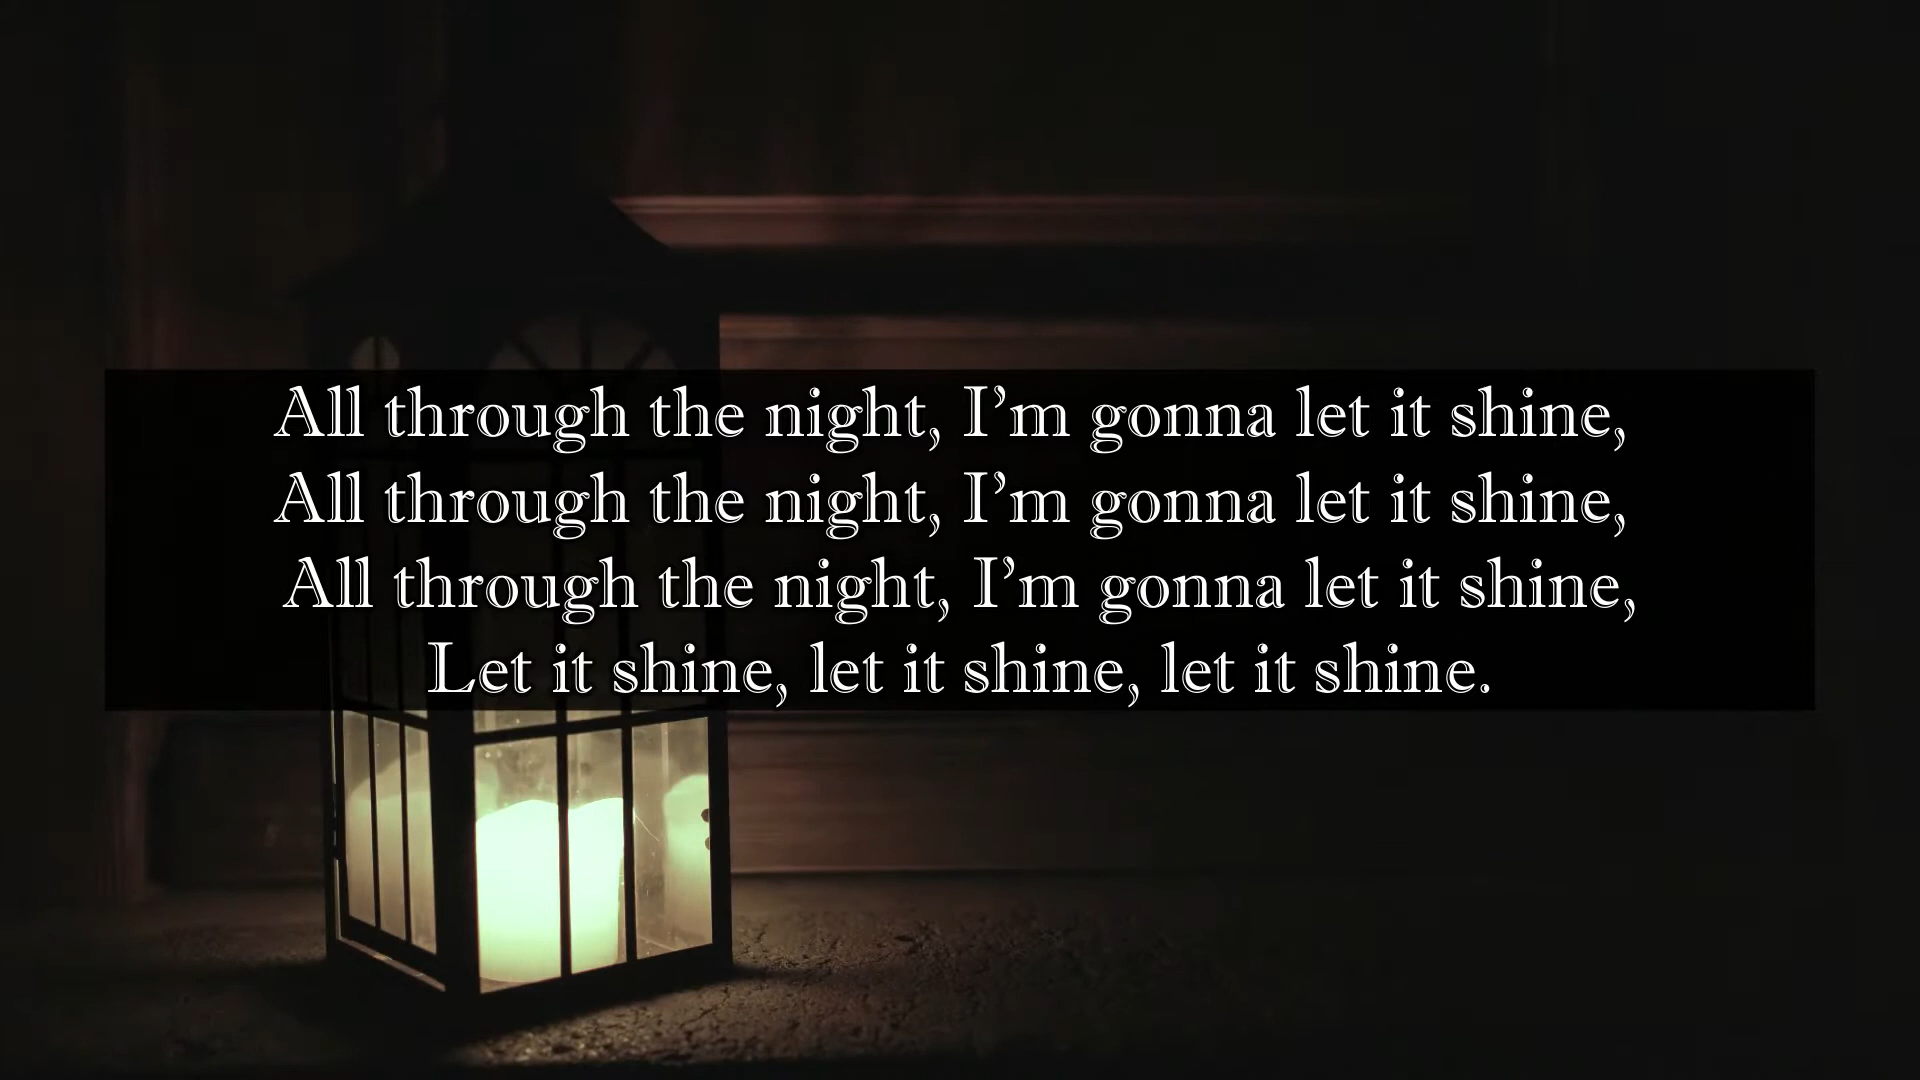 All through the night, I’m gonna let it shine,
All through the night, I’m gonna let it shine,
All through the night, I’m gonna let it shine,
Let it shine, let it shine, let it shine.